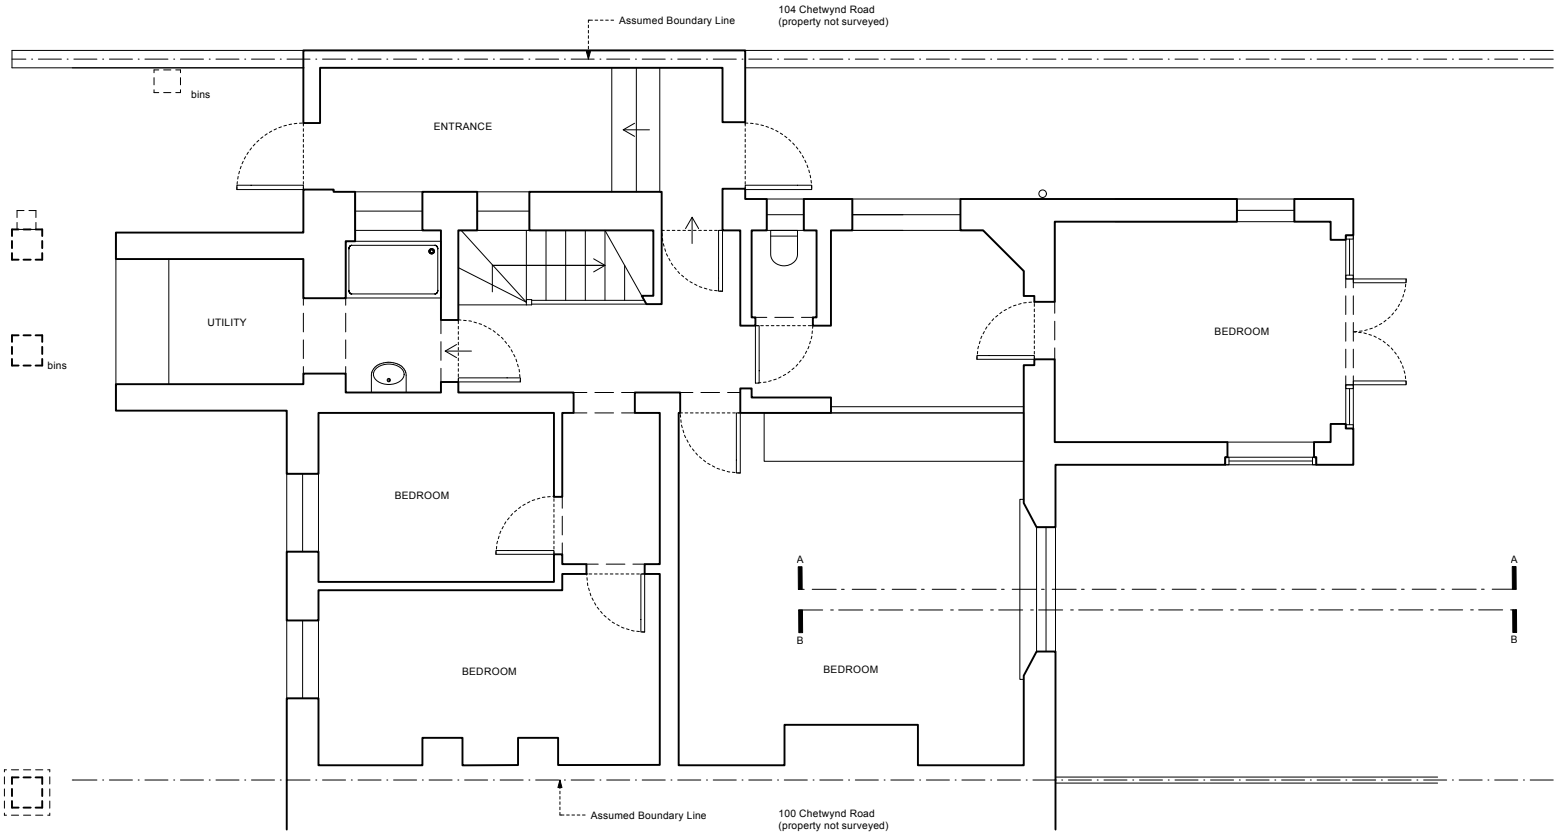 104 Chetwynd Road
(property not surveyed)
Assumed Boundary Line
bins
ENTRANCE
UTILITY
BEDROOM
bins
BEDROOM
A
A
B
B
BEDROOM
BEDROOM
Assumed Boundary Line
100 Chetwynd Road
(property not surveyed)